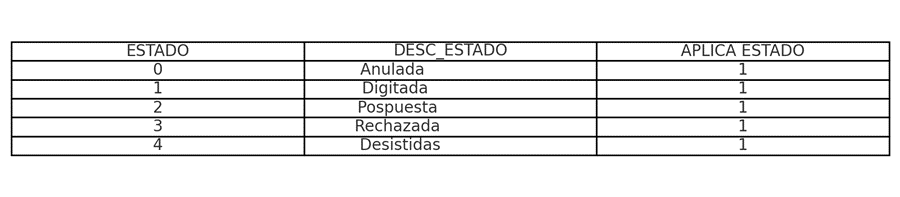 ESTADO DESC_ESTADO APLICA ESTADO
0 Anulada 1
1 Digitada 1
2 Pospuesta 1
3 Rechazada 1
4 Desistidas 1